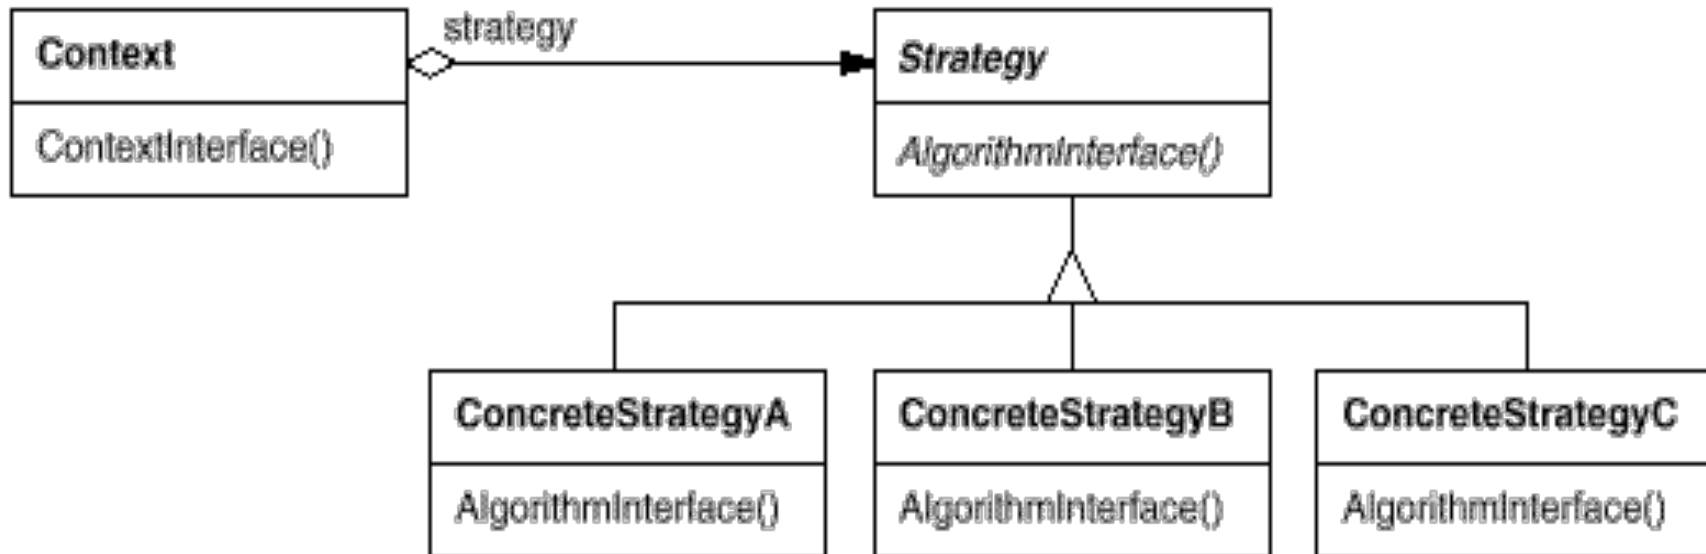 Context
strategy
Strategy
ContextInterface()
AlgorithmInterface()
ConcreteStrategyA
ConcreteStrategyB
ConcreteStrategyC
AlgorithmInterface()
AlgorithmInterface()
AlgorithmInterface()